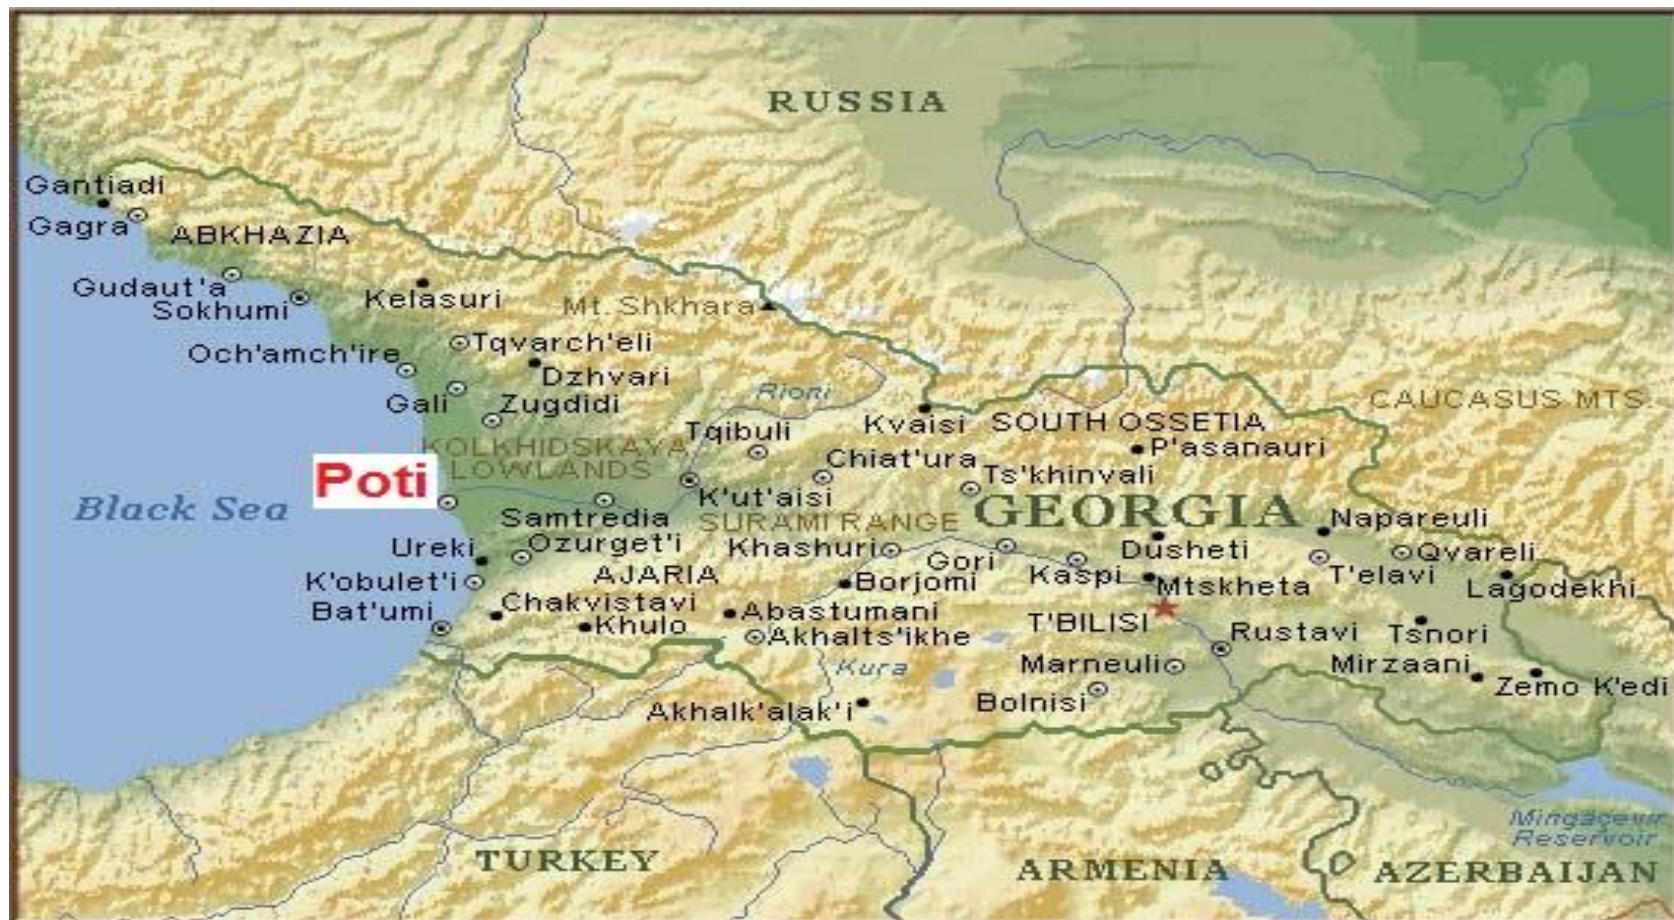 RUSSIA
Gantiadi
Gagra
ABKHAZIA
Gudaut'a
Sokhumi
Kelasuri
Mt. Shkhara
Och'amch'ire
Tqvarch'eli
Dzhvari
Rioni
Gali
Zugdidi
CAUCASUS MTS.
Kvaisi
SOUTH OSSETIA
Tqibuli
P'asanauri
KOLKHIDSKAYA
LOWLANDS
Chiat'ura
Ts'khinvali
Poti
K'ut'aisi
Black Sea
Samtredia
SURAMI RANGE
GEORGIA
Napareuli
Ureki
Ozurget'i
Khashuri
Gori
Dusheti
Qvareli
K'obulet'i
AJARIA
Borjomi
Kaspi
Mtskheta
T'elavi
Lagodekhi
Bat'umi
Chakvistavi
Abastumani
Khulo
Akhalts'ikhe
T'BILISI
Rustavi
Tsnori
Kura
Marneuli
Mirzaani
Zemo K'edi
Akhalk'alak'i
Bolnisi
Mingäçevir
Reservoir
TURKEY
ARMENIA
AZERBAIJAN